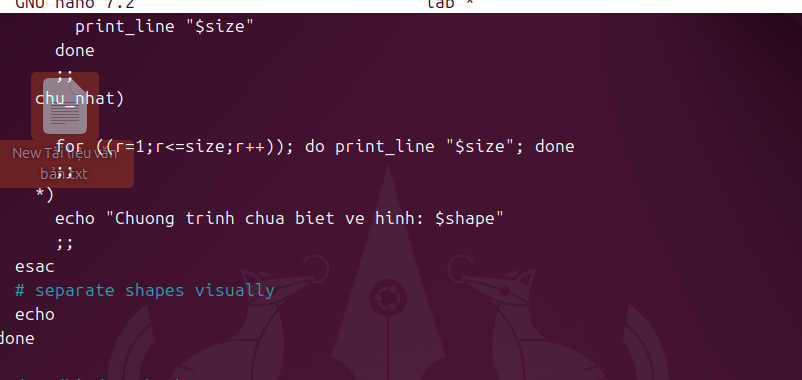 GNU nano 7.2 tab *
print_line "$size"
done
;;
chu_nhat)
for ((r=1;r<=size;r++)); do print_line "$size"; done
New Tài liệu văn
bản.txt
;;
*)
echo "Chuong trinh chua biet ve hinh: $shape"
;;
esac
# separate shapes visually
echo
done